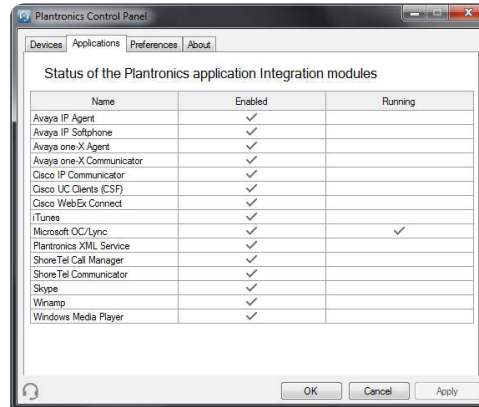 Plantronics Control Panel
Devices Applications Preferences About
Status of the Plantronics application Integration modules
Name Enabled Running
Avaya IP Agent
Avaya IP Softphone
Avaya one-X Agent
Avaya one-X Communicator
Cisco IP Communicator
Cisco UC Clients (CSF)
Cisco WebEx Connect
iTunes
Microsoft OC/Lync
Plantronics XML Service
ShoreTel Call Manager
ShoreTel Communicator
Skype
Winamp
Windows Media Player
OK Cancel Apply